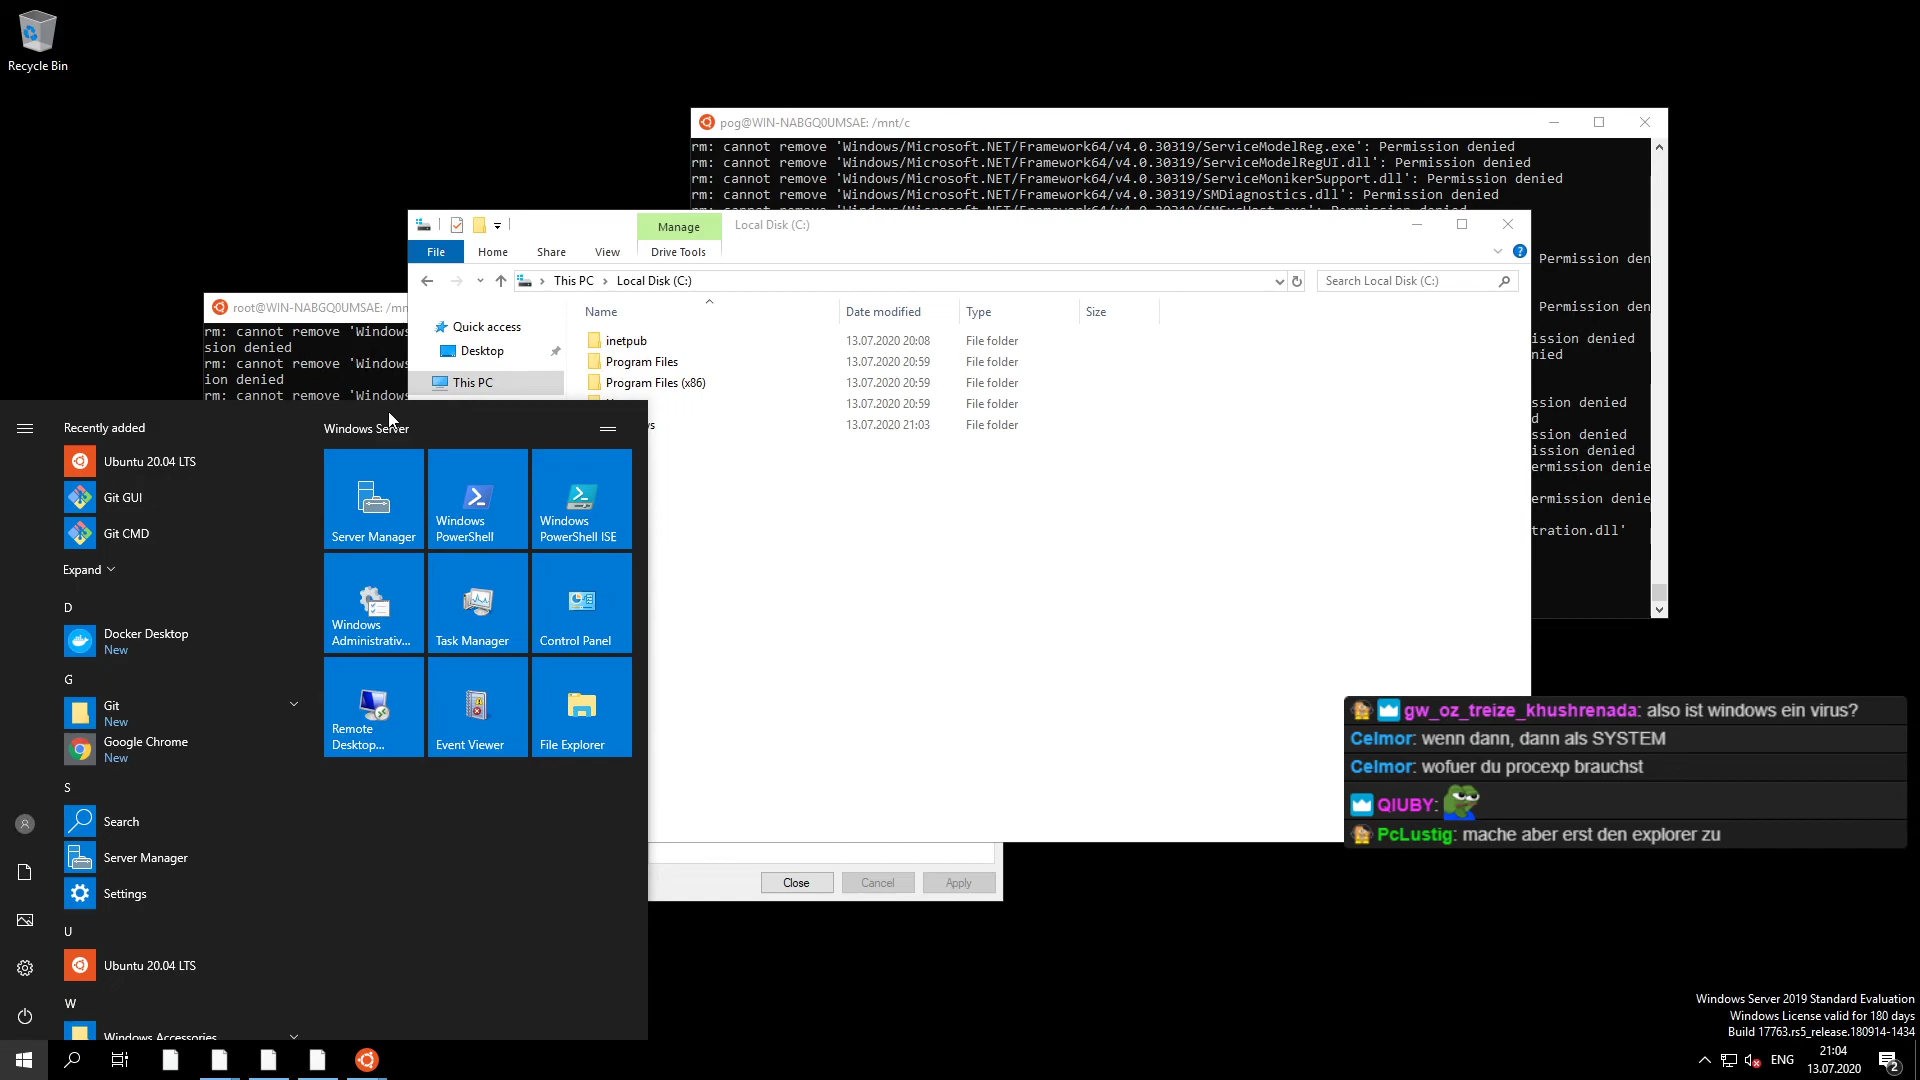 Recycle Bin
pog@WIN-NABGQ0UMSAE: /mnt/c
rm: cannot remove 'Windows/Microsoft.NET/Framework64/v4.0.30319/ServiceModelReg.exe': Permission denied
rm: cannot remove 'Windows/Microsoft.NET/Framework64/v4.0.30319/ServiceModelRegUI.dll': Permission denied
rm: cannot remove 'Windows/Microsoft.NET/Framework64/v4.0.30319/ServiceMonikerSupport.dll': Permission denied
rm: cannot remove 'Windows/Microsoft.NET/Framework64/v4.0.30319/SMDiagnostics.dll': Permission denied
Permission den
Permission den
ission denied
nied
ssion denied
d
ssion denied
ission denied
ermission denie
ermission denie
tration.dll'
Manage
Local Disk (C:)
File
Home
Share
View
Drive Tools
This PC
Local Disk (C:)
Search Local Disk (C:)
Name
Date modified
Type
Size
Quick access
Desktop
This PC
inetpub 13.07.2020 20:08 File folder
Program Files 13.07.2020 20:59 File folder
Program Files (x86) 13.07.2020 20:59 File folder
13.07.2020 20:59 File folder
13.07.2020 21:03 File folder
root@WIN-NABGQ0UMSAE: /mn
rm: cannot remove 'Windows
sion denied
rm: cannot remove 'Windows
ion denied
rm: cannot remove 'Windows
Recently added
Ubuntu 20.04 LTS
Git GUI
Git CMD
Expand
D
Docker Desktop
New
G
Git
New
Google Chrome
New
S
Search
Server Manager
Settings
U
Ubuntu 20.04 LTS
W
Windows Accessories
Windows Server
Server Manager
Windows PowerShell
Windows PowerShell ISE
Windows Administrativ...
Task Manager
Control Panel
Remote Desktop...
Event Viewer
File Explorer
Close
Cancel
Apply
gw_oz_treize_khushrenada: also ist windows ein virus?
Celmor: wenn dann, dann als SYSTEM
Celmor: wofuer du procexp brauchst
QIUBY:
PcLustig: mache aber erst den explorer zu
Windows Server 2019 Standard Evaluation
Windows License valid for 180 days
Build 17763.rs5_release.180914-1434
ENG
21:04
13.07.2020
2